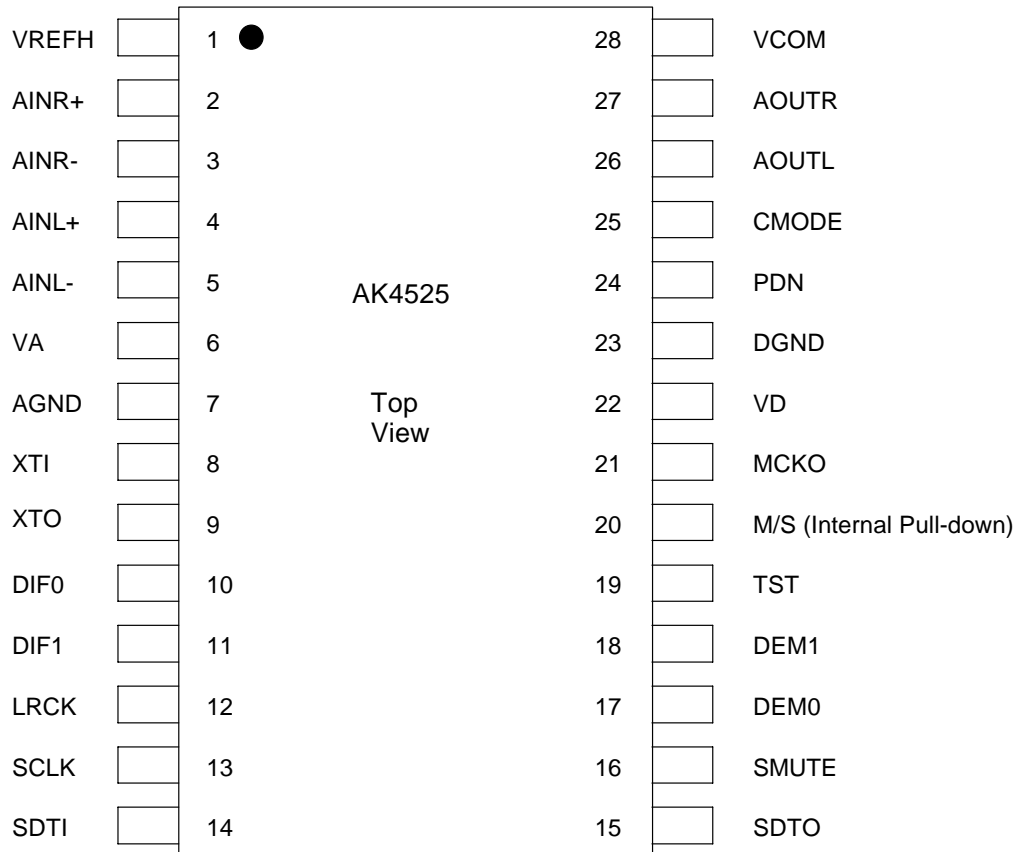 VREFH 1 28 VCOM
AINR+ 2 27 AOUTR
AINR- 3 26 AOUTL
AINL+ 4 25 CMODE
AINL- 5 AK4525 24 PDN
VA 6 23 DGND
AGND 7 Top 22 VD
View
XTI 8 21 MCKO
XTO 9 20 M/S (Internal Pull-down)
DIF0 10 19 TST
DIF1 11 18 DEM1
LRCK 12 17 DEM0
SCLK 13 16 SMUTE
SDTI 14 15 SDTO